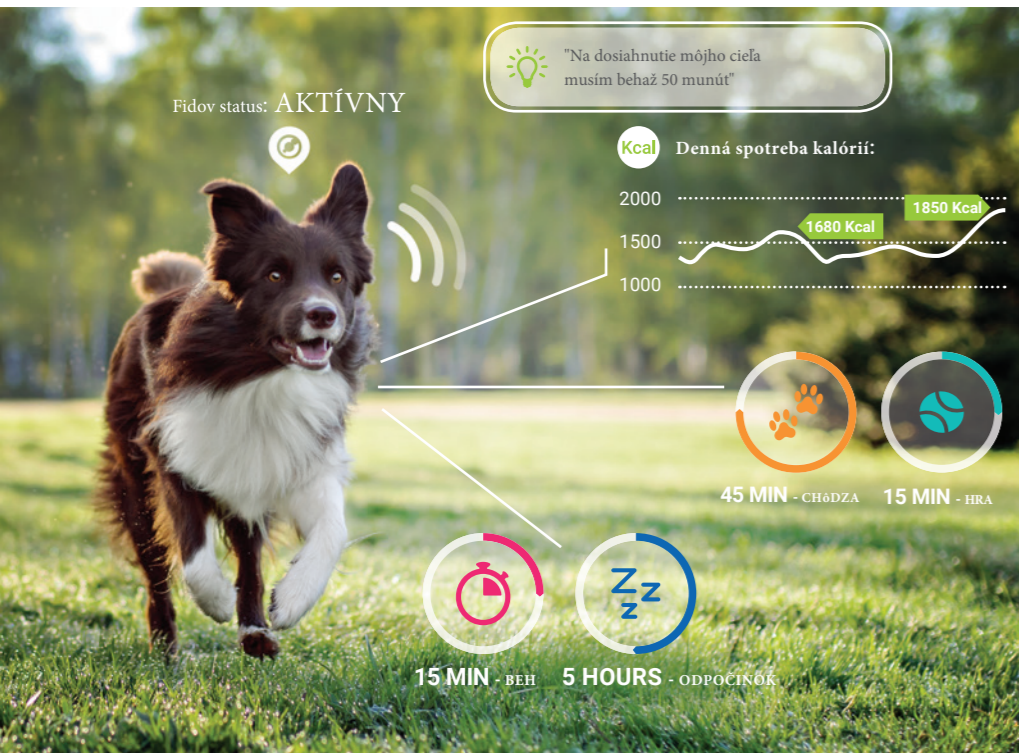 "Na dosiahnutie môjho cieľa
musím behaž 50 munút"
Fidov status: AKTÍVNY
Kcal Denná spotreba kalórií:
2000
1850 Kcal
1680 Kcal
1500
1000
45 MIN - CHôDZA
15 MIN - HRA
Z Z Z
15 MIN - BEH
5 HOURS - ODPOČINOK